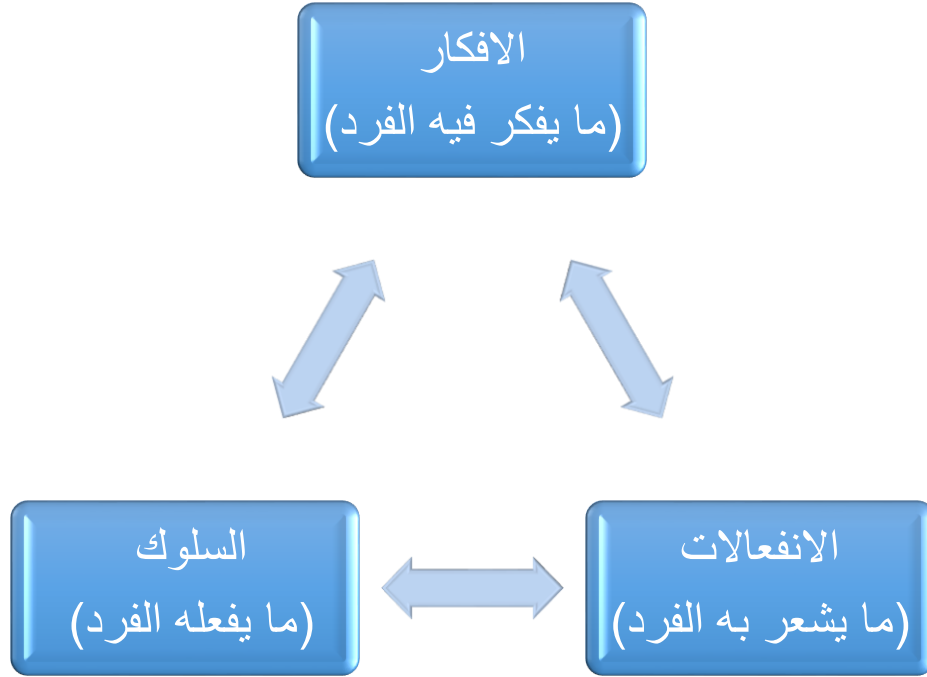 الافكار
(ما يفكر فيه الفرد)
الانفعالات
(ما يشعر به الفرد)
السلوك
(ما يفعله الفرد)